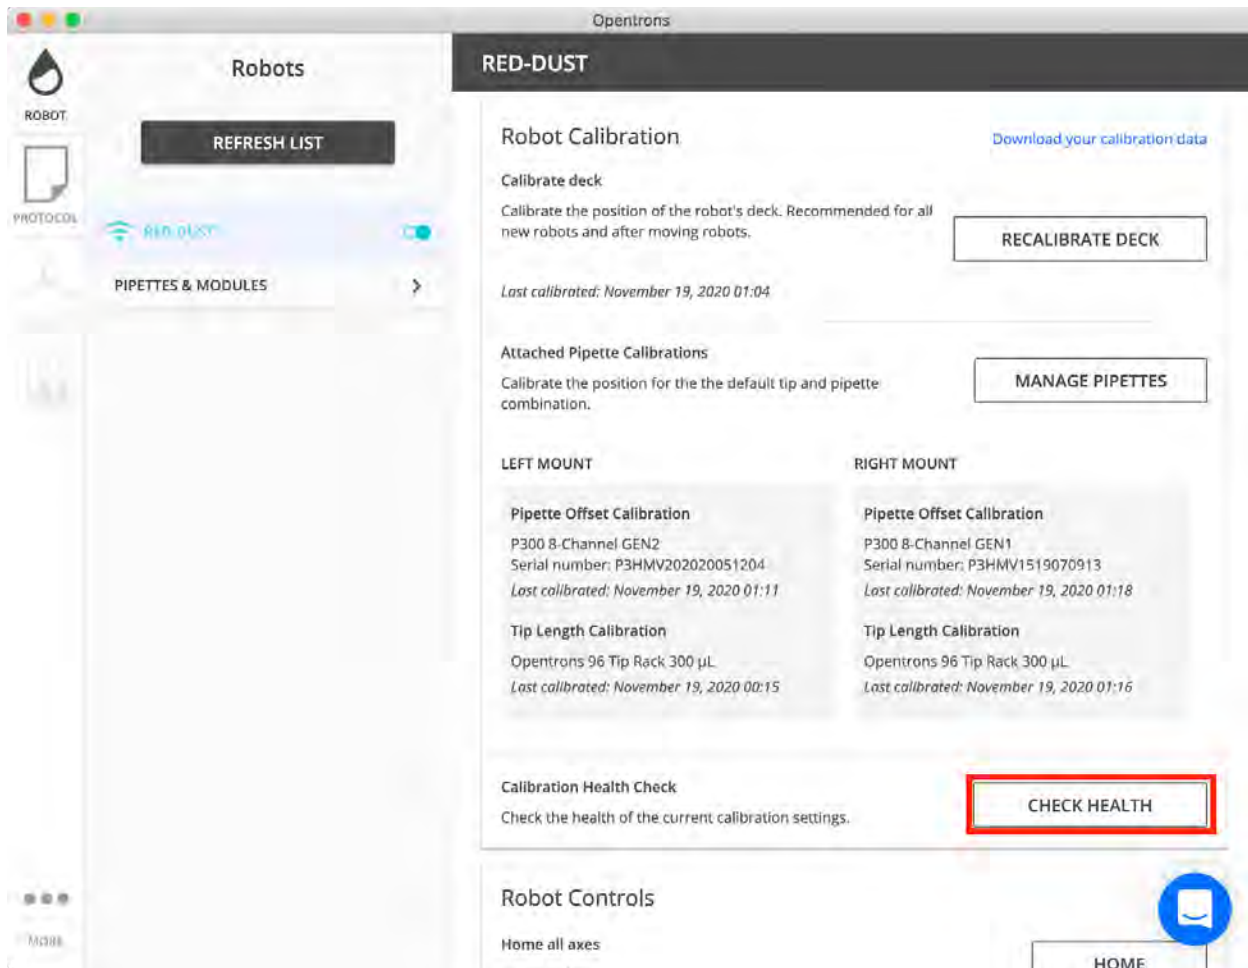 Opentrons
ROBOT
PROTOCOL
MORE
Robots
REFRESH LIST
RED-DUST
PIPETTES & MODULES
RED-DUST
Robot Calibration
Download your calibration data
Calibrate deck
Calibrate the position of the robot's deck. Recommended for all
new robots and after moving robots.
RECALIBRATE DECK
Last calibrated: November 19, 2020 01:04
Attached Pipette Calibrations
Calibrate the position for the the default tip and pipette
combination.
MANAGE PIPETTES
LEFT MOUNT
Pipette Offset Calibration
P300 8-Channel GEN2
Serial number: P3HMV202020051204
Last calibrated: November 19, 2020 01:11
Tip Length Calibration
Opentrons 96 Tip Rack 300 µL
Last calibrated: November 19, 2020 00:15
RIGHT MOUNT
Pipette Offset Calibration
P300 8-Channel GEN1
Serial number: P3HMV1519070913
Last calibrated: November 19, 2020 01:18
Tip Length Calibration
Opentrons 96 Tip Rack 300 µL
Last calibrated: November 19, 2020 01:16
Calibration Health Check
Check the health of the current calibration settings.
CHECK HEALTH
Robot Controls
Home all axes
HOME